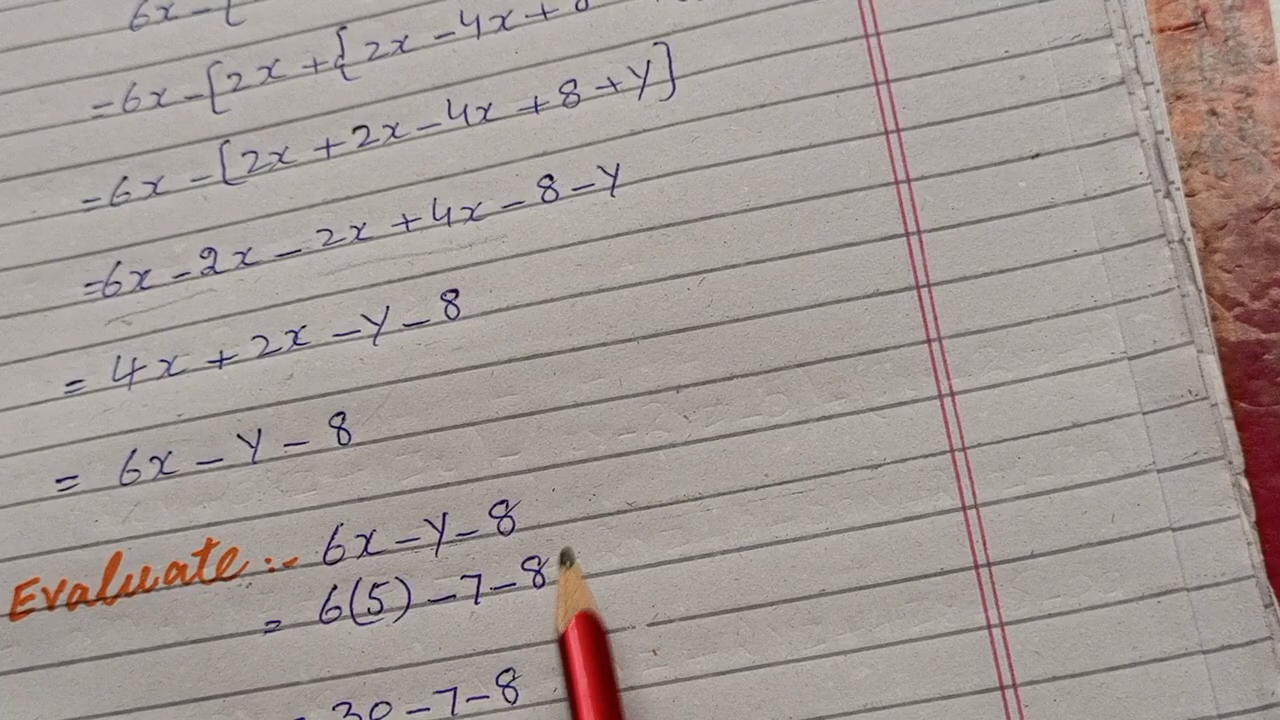 6x - {
= 6x - [2x + {2x - 4x + 8
= 6x - [2x + 2x - 4x + 8 + y]
= 6x - 2x - 2x + 4x - 8 - y
= 4x + 2x - y - 8
= 6x - y - 8
Evaluate :- 6x - y - 8
= 6(5) - 7 - 8
= 30 - 7 - 8